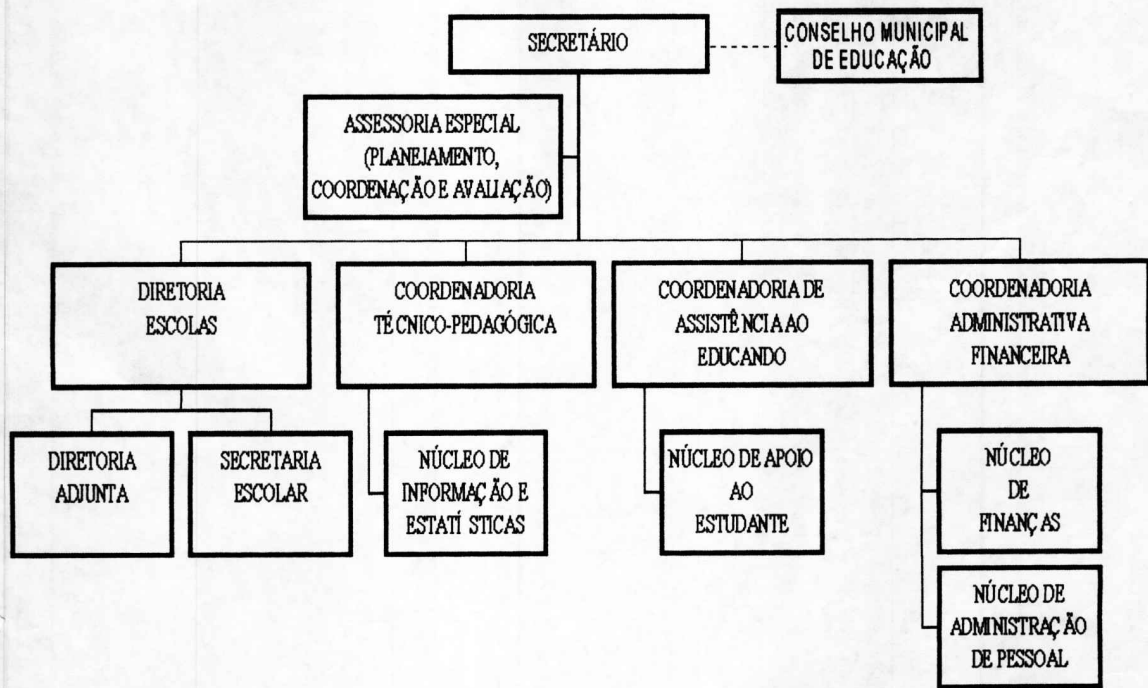 SECRETÁRIO
CONSELHO MUNICIPAL
DE EDUCAÇÃO
ASSESSORIA ESPECIAL
(PLANEJAMENTO,
COORDENAÇÃO E AVALIAÇÃO)
DIRETORIA
ESCOLAS
COORDENADORIA
TÉCNICO-PEDAGÓGICA
COORDENADORIA DE
ASSISTÊNCIA AO
EDUCANDO
COORDENADORIA
ADMINISTRATIVA
FINANCEIRA
DIRETORIA
ADJUNTA
SECRETARIA
ESCOLAR
NÚCLEO DE
INFORMAÇÃO E
ESTATÍSTICAS
NÚCLEO DE APOIO
AO
ESTUDANTE
NÚCLEO
DE
FINANÇAS
NÚCLEO DE
ADMINISTRAÇÃO
DE PESSOAL